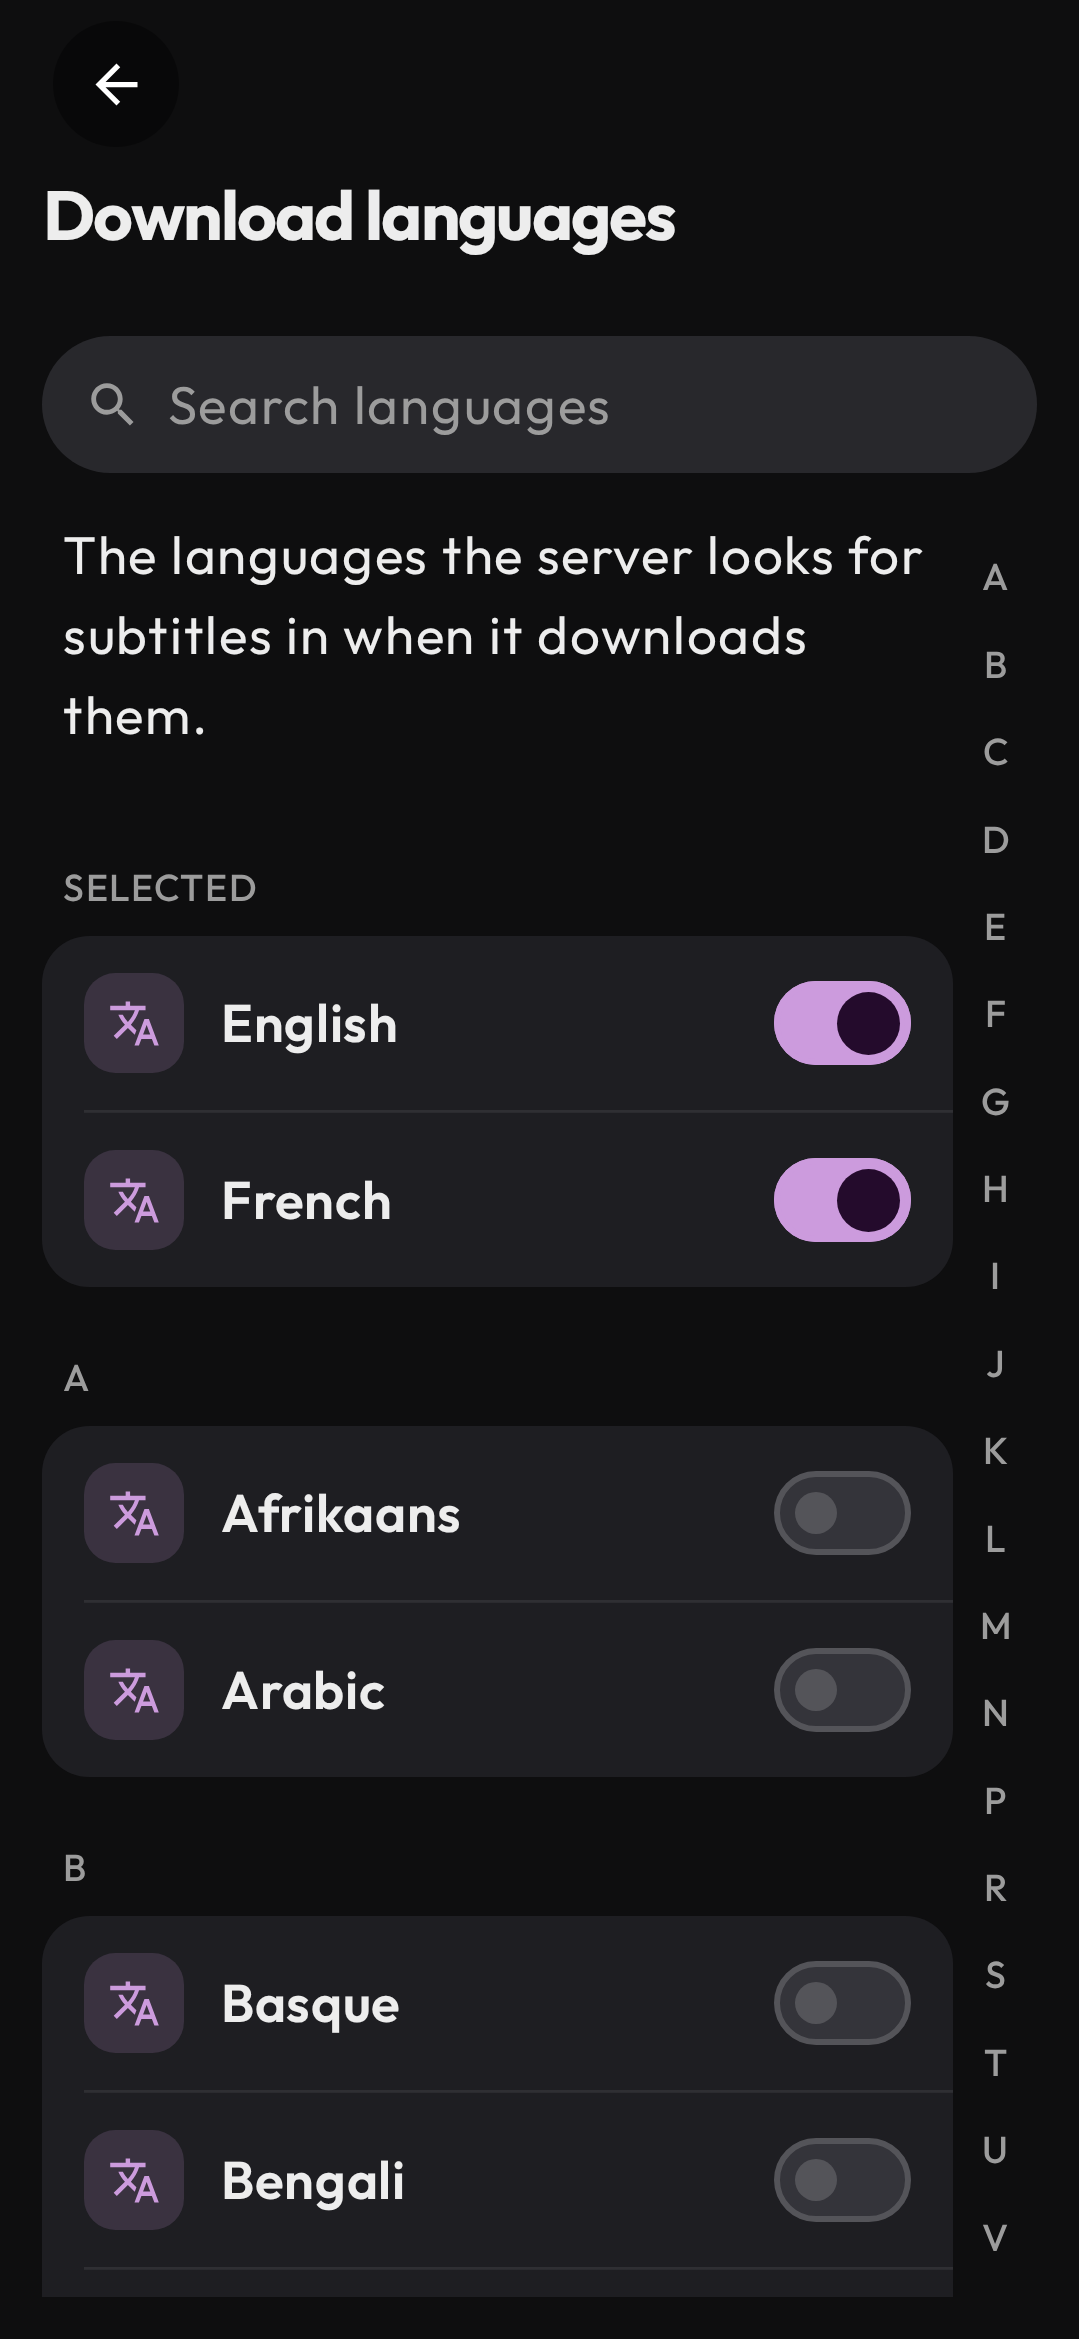 Download languages
Search languages
The languages the server looks for
subtitles in when it downloads
them.
SELECTED
English
French
A
Afrikaans
Arabic
B
Basque
Bengali
A
B
C
D
E
F
G
H
I
J
K
L
M
N
P
R
S
T
U
V